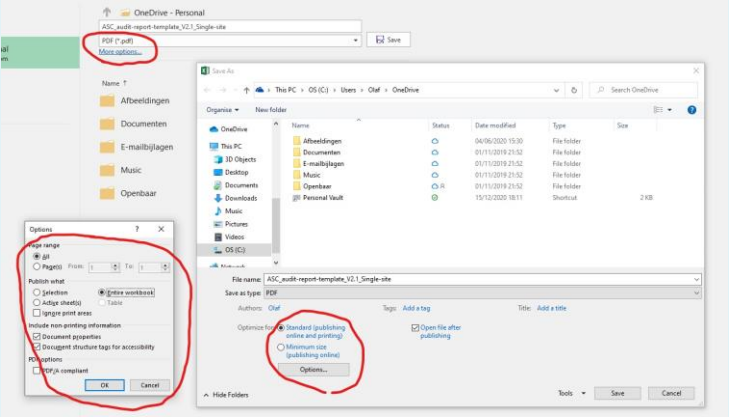 OneDrive - Personal
ASC_audit-report-template_V2.1_Single-site
PDF (*.pdf)
Save
More options...
al
om
Name ↑
Afbeeldingen
Documenten
E-mailbijlagen
Music
Openbaar
Save As
This PC > OS (C:) > Users > Olaf > OneDrive
Search OneDrive
Organise
New folder
OneDrive
This PC
3D Objects
Desktop
Documents
Downloads
Music
Pictures
Videos
OS (C:)
Network
Name Status Date modified Type Size
Afbeeldingen 04/06/2020 15:30 File folder
Documenten 01/11/2019 21:52 File folder
E-mailbijlagen 01/11/2019 21:52 File folder
Music 01/11/2019 21:52 File folder
Openbaar 01/11/2019 21:52 File folder
Personal Vault 15/12/2020 18:11 Shortcut 2 KB
File name: ASC_audit-report-template_V2.1_Single-site
Save as type: PDF
Authors: Olaf
Tags: Add a tag
Title: Add a title
Optimize for: Standard (publishing
online and printing)
Minimum size
(publishing online)
Options...
Open file after
publishing
Hide Folders
Tools
Save
Cancel
Options ? X
Page range
All
Page(s) From: 1 To: 1
Publish what
Selection Entire workbook
Active sheet(s) Table
Ignore print areas
Include non-printing information
Document properties
Document structure tags for accessibility
PDF options
PDF/A compliant
OK Cancel